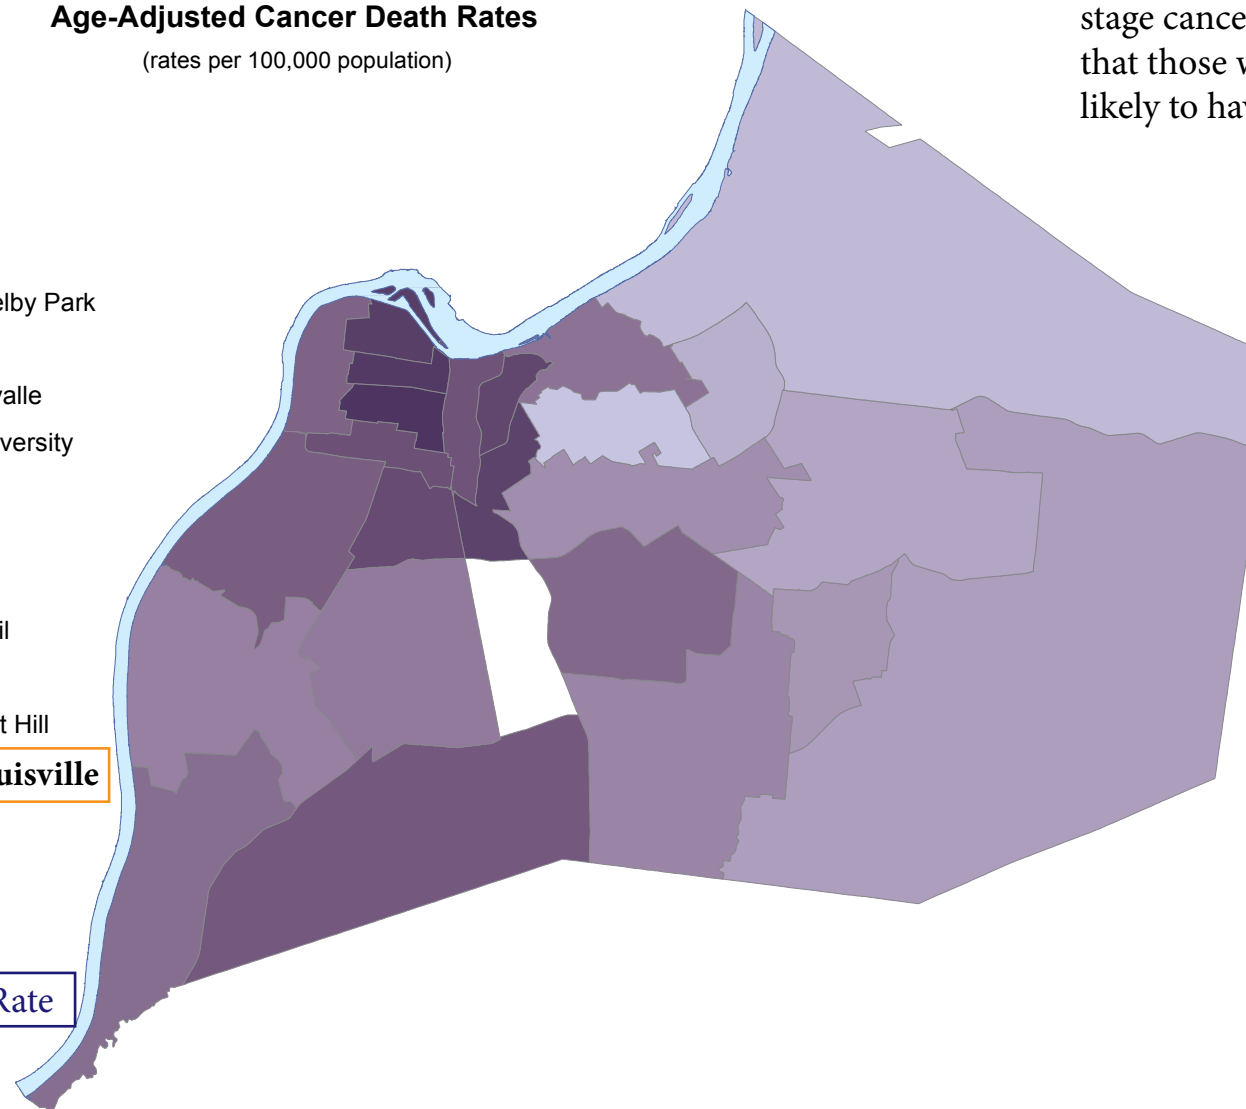 Age-Adjusted Cancer Death Rates
(rates per 100,000 population)
stage cance
that those w
likely to hav
elby Park
valle
versity
il
t Hill
uisville
Rate